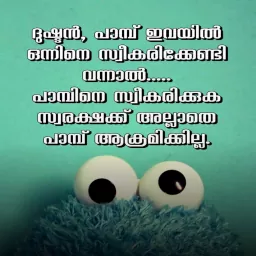 ദുഷ്ടൻ, പാമ്പ് ഇവയിൽ
ഒന്നിനെ സ്വീകരിക്കേണ്ടി
വന്നാൽ.....
പാമ്പിനെ സ്വീകരിക്കുക
സ്വരക്ഷക്ക് അല്ലാതെ
പാമ്പ് ആക്രമിക്കില്ല.